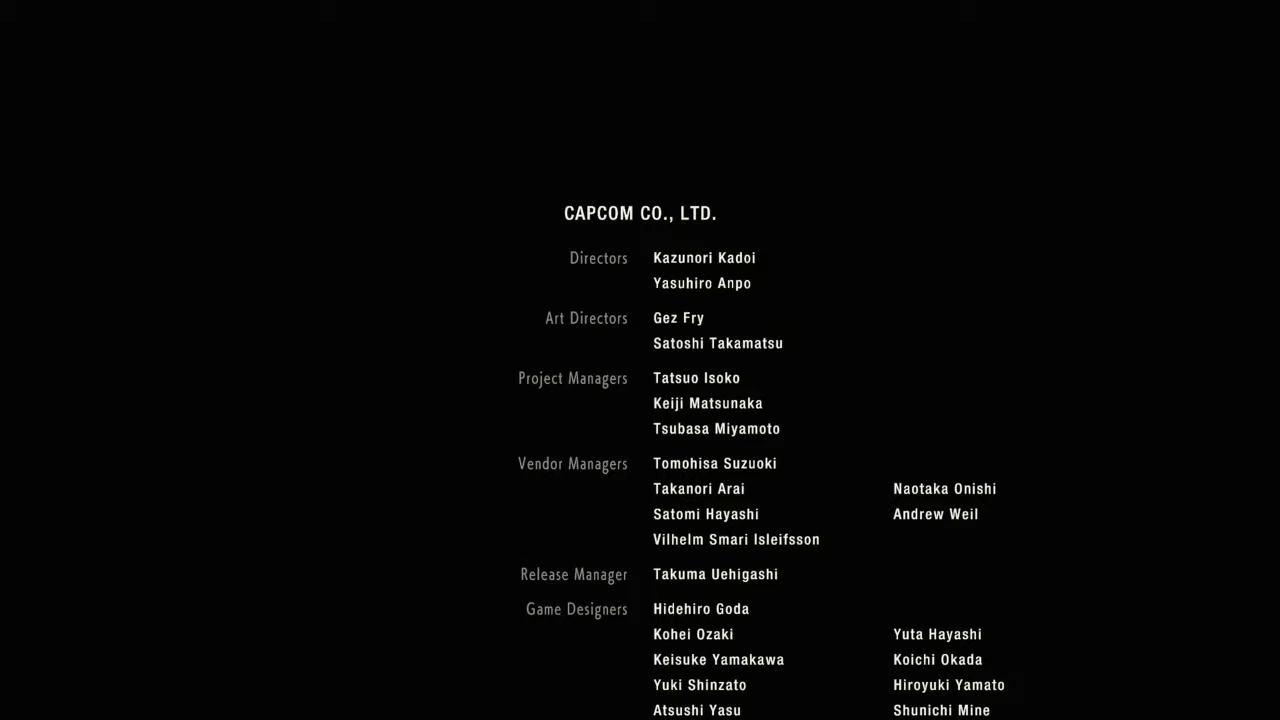 CAPCOM CO., LTD.
Directors Kazunori Kadoi
Yasuhiro Anpo
Art Directors Gez Fry
Satoshi Takamatsu
Project Managers Tatsuo Isoko
Keiji Matsunaka
Tsubasa Miyamoto
Vendor Managers Tomohisa Suzuoki
Takanori Arai Naotaka Onishi
Satomi Hayashi Andrew Weil
Vilhelm Smari Isleifsson
Release Manager Takuma Uehigashi
Game Designers Hidehiro Goda
Kohei Ozaki Yuta Hayashi
Keisuke Yamakawa Koichi Okada
Yuki Shinzato Hiroyuki Yamato
Atsushi Yasu Shunichi Mine